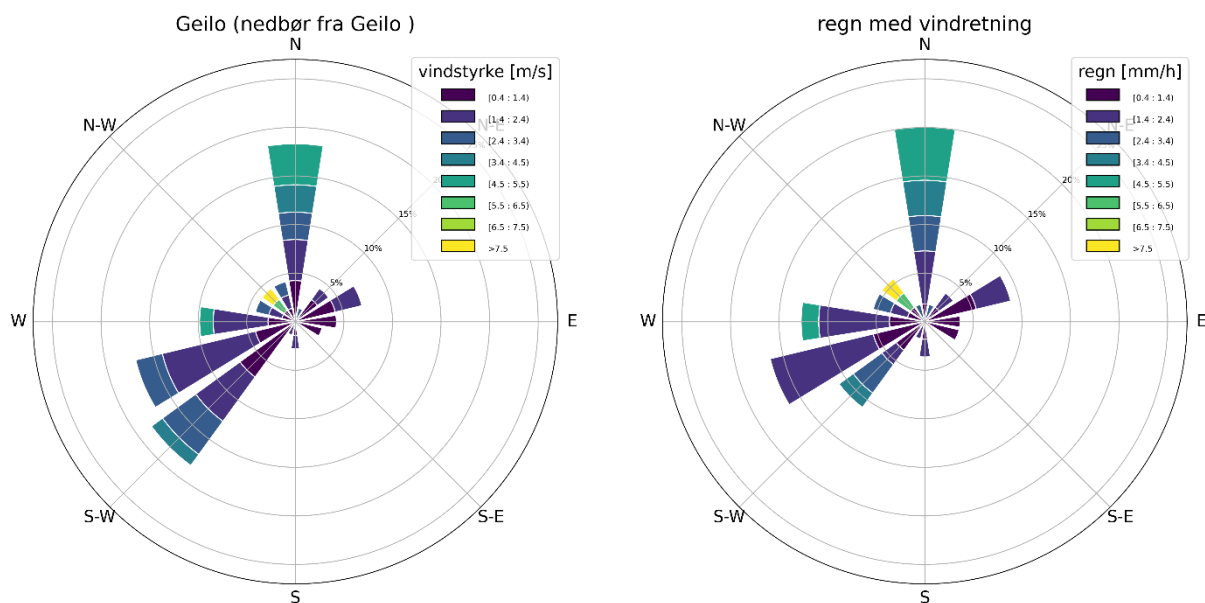 Geilo (nedbør fra Geilo )
N
N-W
N-E
W
E
S-W
S-E
S
5%
10%
15%
20%
25%
vindstyrke [m/s]
[0.4 : 1.4)
[1.4 : 2.4)
[2.4 : 3.4)
[3.4 : 4.5)
[4.5 : 5.5)
[5.5 : 6.5)
[6.5 : 7.5)
>7.5
regn med vindretning
N
N-W
N-E
W
E
S-W
S-E
S
5%
10%
15%
20%
regn [mm/h]
[0.4 : 1.4)
[1.4 : 2.4)
[2.4 : 3.4)
[3.4 : 4.5)
[4.5 : 5.5)
[5.5 : 6.5)
[6.5 : 7.5)
>7.5